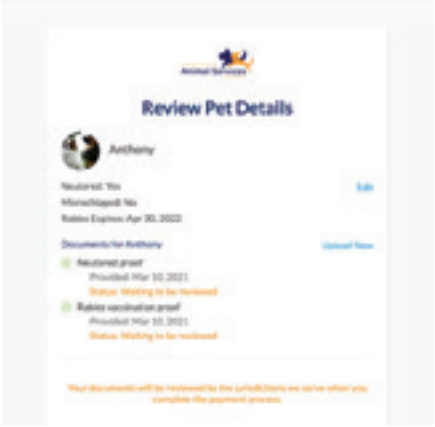 Animal Services
Review Pet Details
Anthony
Neutered: Yes
Edit
Microchipped: No
Rabies Expires: Apr 30, 2022
Documents for Anthony
Upload New
Neutered proof
Provided: Mar 10, 2021
Status: Waiting to be reviewed
Rabies vaccination proof
Provided: Mar 10, 2021
Status: Waiting to be reviewed
Your documents will be reviewed by the jurisdictions we serve when you
complete the payment process.